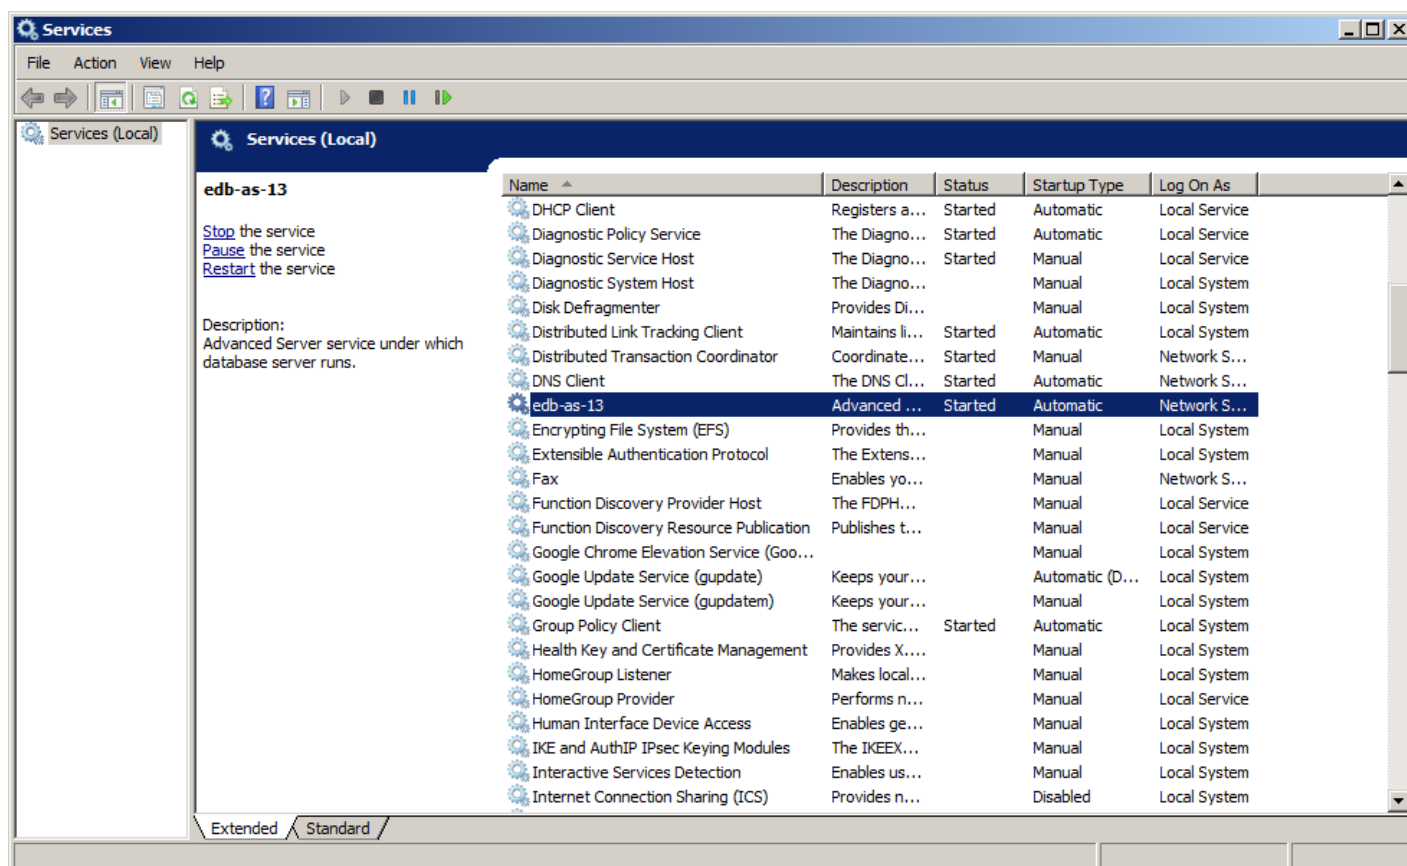 Services
File Action View Help
Services (Local)
Services (Local)
edb-as-13
Stop the service
Pause the service
Restart the service
Description:
Advanced Server service under which
database server runs.
Name Description Status Startup Type Log On As
DHCP Client Registers a... Started Automatic Local Service
Diagnostic Policy Service The Diagno... Started Automatic Local Service
Diagnostic Service Host The Diagno... Started Manual Local Service
Diagnostic System Host The Diagno... Manual Local System
Disk Defragmenter Provides Di... Manual Local System
Distributed Link Tracking Client Maintains li... Started Automatic Local System
Distributed Transaction Coordinator Coordinate... Started Manual Network S...
DNS Client The DNS Cl... Started Automatic Network S...
edb-as-13 Advanced ... Started Automatic Network S...
Encrypting File System (EFS) Provides th... Manual Local System
Extensible Authentication Protocol The Extens... Manual Local System
Fax Enables yo... Manual Network S...
Function Discovery Provider Host The FDPH... Manual Local Service
Function Discovery Resource Publication Publishes t... Manual Local Service
Google Chrome Elevation Service (Goo... Manual Local System
Google Update Service (gupdate) Keeps your... Automatic (D... Local System
Google Update Service (gupdatem) Keeps your... Manual Local System
Group Policy Client The servic... Started Automatic Local System
Health Key and Certificate Management Provides X.... Manual Local System
HomeGroup Listener Makes local... Manual Local System
HomeGroup Provider Performs n... Manual Local Service
Human Interface Device Access Enables ge... Manual Local System
IKE and AuthIP IPsec Keying Modules The IKEEX... Manual Local System
Interactive Services Detection Enables us... Manual Local System
Internet Connection Sharing (ICS) Provides n... Disabled Local System
Extended Standard